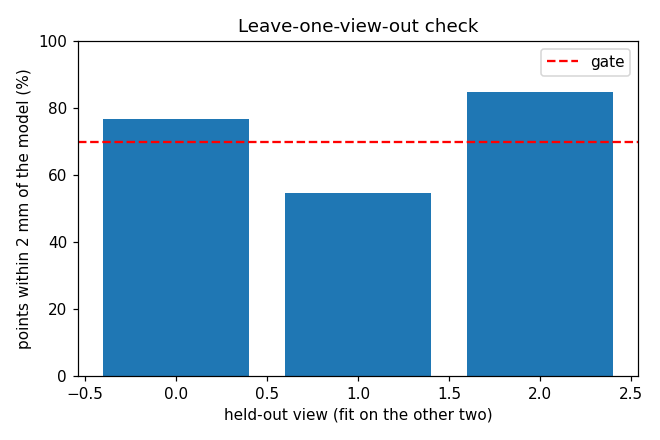 Leave-one-view-out check
gate
points within 2 mm of the model (%)
100
80
60
40
20
0
−0.5 0.0 0.5 1.0 1.5 2.0 2.5
held-out view (fit on the other two)